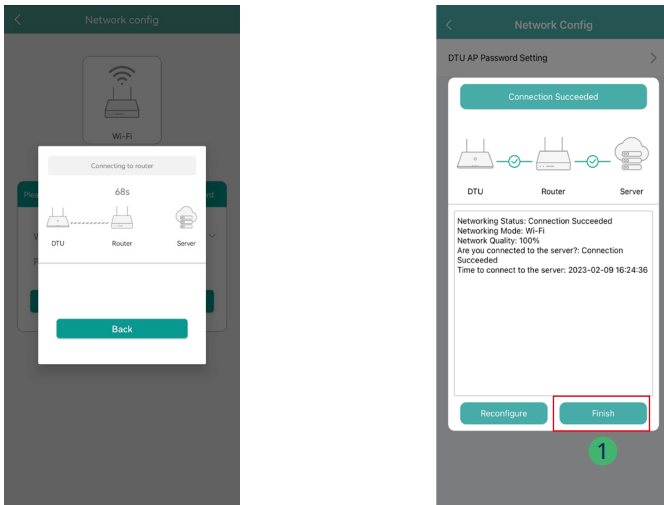 Network config
Wi-Fi
Plea
rd.
Connecting to router
68s
DTU Router Server
Back
Network Config
DTU AP Password Setting
Connection Succeeded
DTU Router Server
Networking Status: Connection Succeeded
Networking Mode: Wi-Fi
Network Quality: 100%
Are you connected to the server?: Connection
Succeeded
Time to connect to the server: 2023-02-09 16:24:36
Reconfigure Finish
1